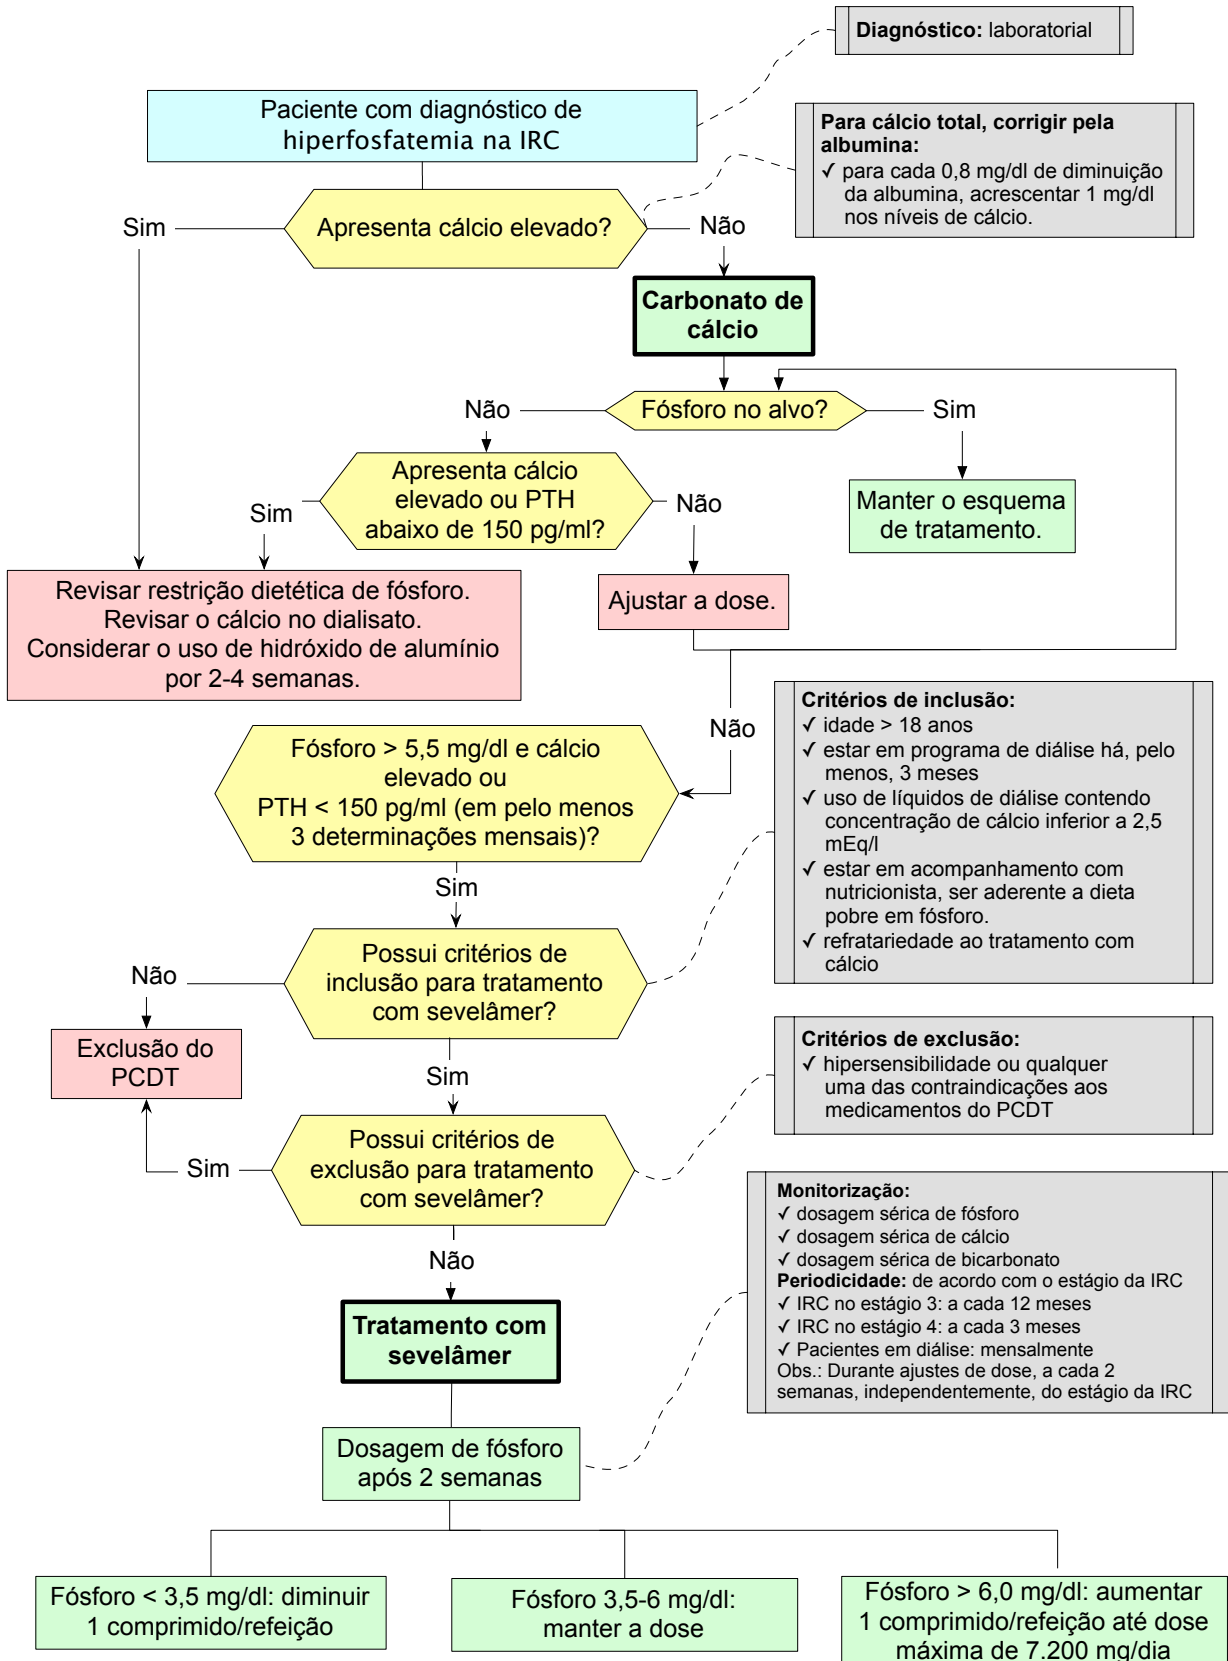 Diagnóstico: laboratorial
Paciente com diagnóstico de
hiperfosfatemia na IRC
Para cálcio total, corrigir pela
albumina:
✓ para cada 0,8 mg/dl de diminuição
da albumina, acrescentar 1 mg/dl
nos níveis de cálcio.
Sim
Apresenta cálcio elevado?
Não
Carbonato de
cálcio
Não
Fósforo no alvo?
Sim
Apresenta cálcio
elevado ou PTH
abaixo de 150 pg/ml?
Sim
Não
Manter o esquema
de tratamento.
Revisar restrição dietética de fósforo.
Revisar o cálcio no dialisato.
Considerar o uso de hidróxido de alumínio
por 2-4 semanas.
Ajustar a dose.
Não
Fósforo > 5,5 mg/dl e cálcio
elevado ou
PTH < 150 pg/ml (em pelo menos
3 determinações mensais)?
Critérios de inclusão:
✓ idade > 18 anos
✓ estar em programa de diálise há, pelo
menos, 3 meses
✓ uso de líquidos de diálise contendo
concentração de cálcio inferior a 2,5
mEq/l
✓ estar em acompanhamento com
nutricionista, ser aderente a dieta
pobre em fósforo.
✓ refratariedade ao tratamento com
cálcio
Sim
Possui critérios de
inclusão para tratamento
com sevelâmer?
Não
Exclusão do
PCDT
Sim
Critérios de exclusão:
✓ hipersensibilidade ou qualquer
uma das contraindicações aos
medicamentos do PCDT
Possui critérios de
exclusão para tratamento
com sevelâmer?
Sim
Não
Monitorização:
✓ dosagem sérica de fósforo
✓ dosagem sérica de cálcio
✓ dosagem sérica de bicarbonato
Periodicidade: de acordo com o estágio da IRC
✓ IRC no estágio 3: a cada 12 meses
✓ IRC no estágio 4: a cada 3 meses
✓ Pacientes em diálise: mensalmente
Obs.: Durante ajustes de dose, a cada 2
semanas, independentemente, do estágio da IRC
Tratamento com
sevelâmer
Dosagem de fósforo
após 2 semanas
Fósforo < 3,5 mg/dl: diminuir
1 comprimido/refeição
Fósforo 3,5-6 mg/dl:
manter a dose
Fósforo > 6,0 mg/dl: aumentar
1 comprimido/refeição até dose
máxima de 7.200 mg/dia